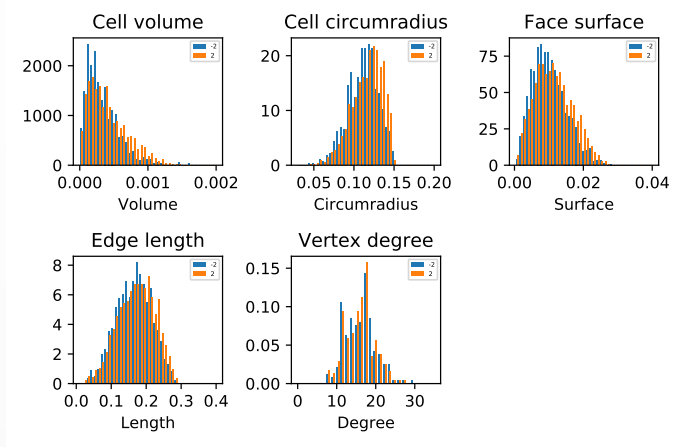 Cell volume
-2
2
2000
1000
0
0.000 0.001 0.002
Volume
Cell circumradius
-2
2
20
10
0
0.05 0.10 0.15 0.20
Circumradius
Face surface
-2
2
75
50
25
0
0.00 0.02 0.04
Surface
Edge length
-2
2
8
6
4
2
0
0.0 0.1 0.2 0.3 0.4
Length
Vertex degree
-2
2
0.15
0.10
0.05
0.00
0 10 20 30
Degree